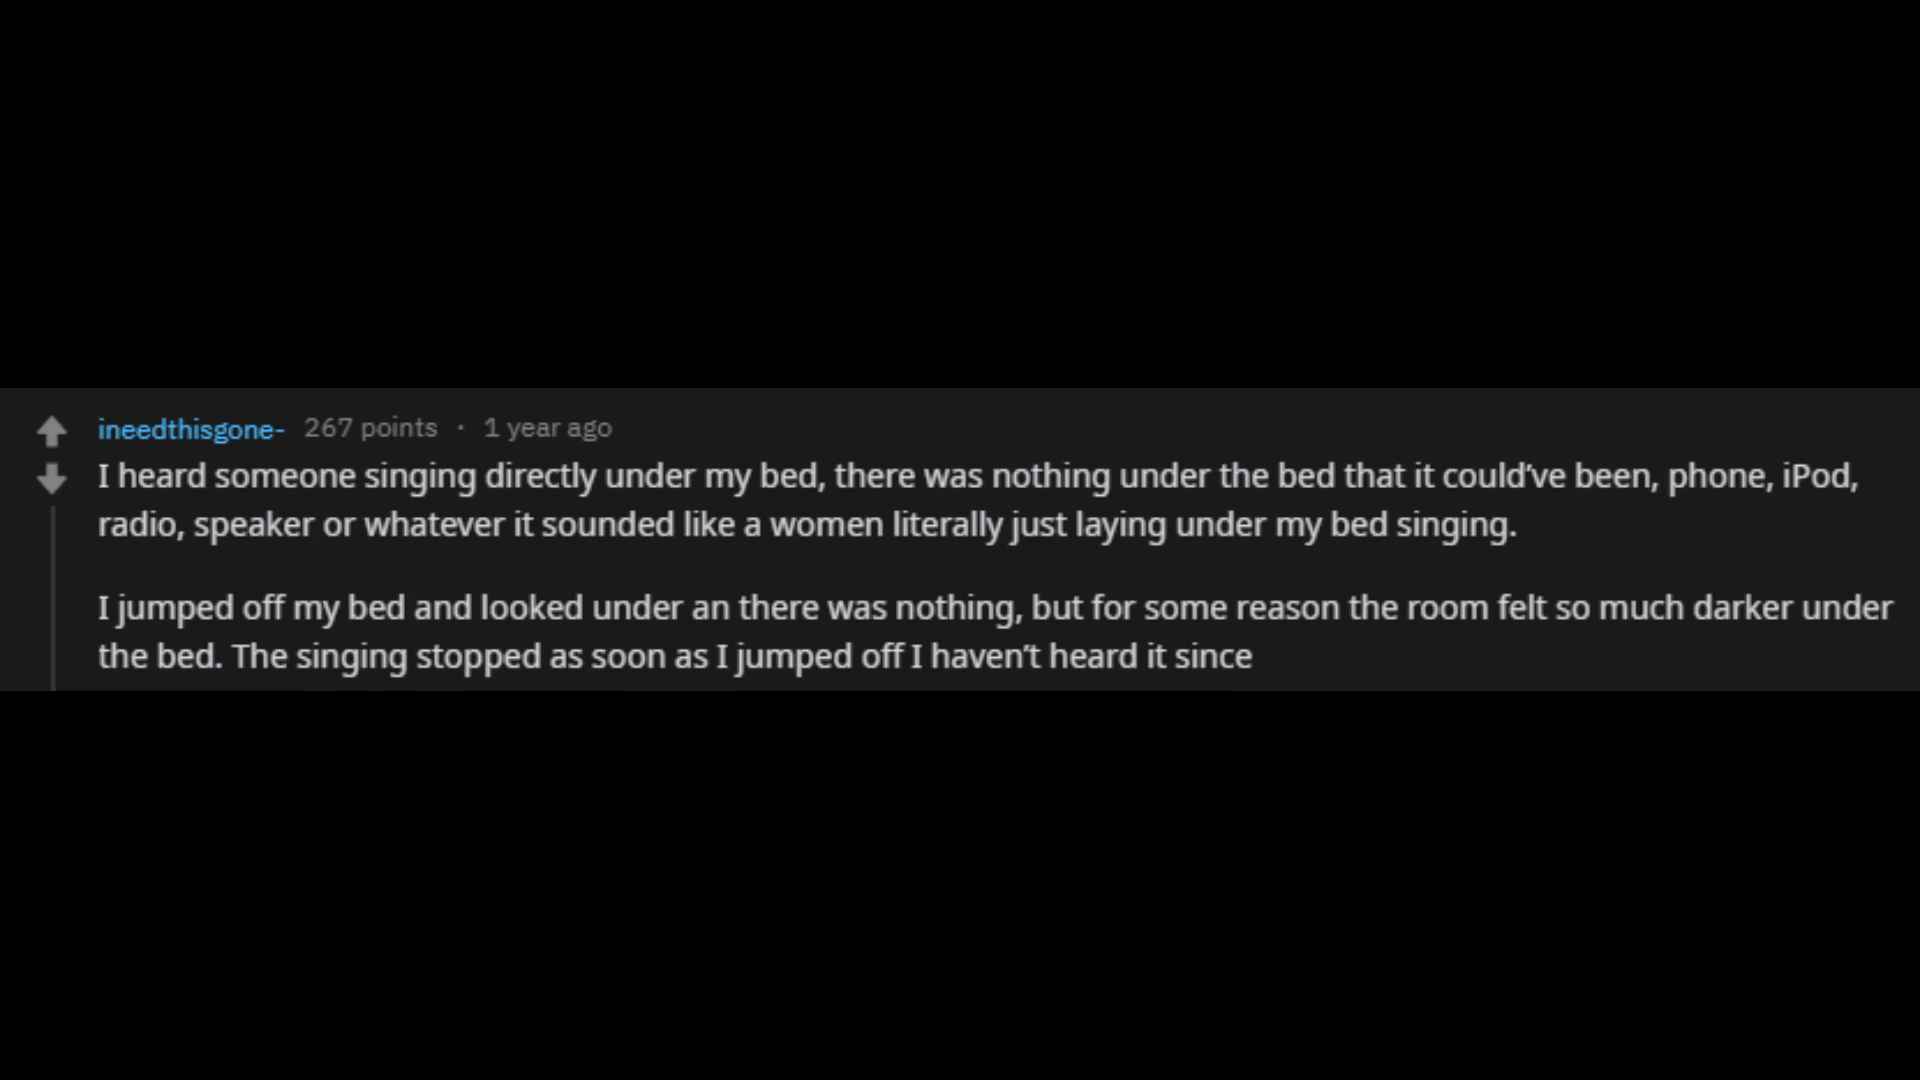 ineedthisgone- 267 points · 1 year ago
I heard someone singing directly under my bed, there was nothing under the bed that it could've been, phone, iPod,
radio, speaker or whatever it sounded like a women literally just laying under my bed singing.
I jumped off my bed and looked under an there was nothing, but for some reason the room felt so much darker under
the bed. The singing stopped as soon as I jumped off I haven't heard it since